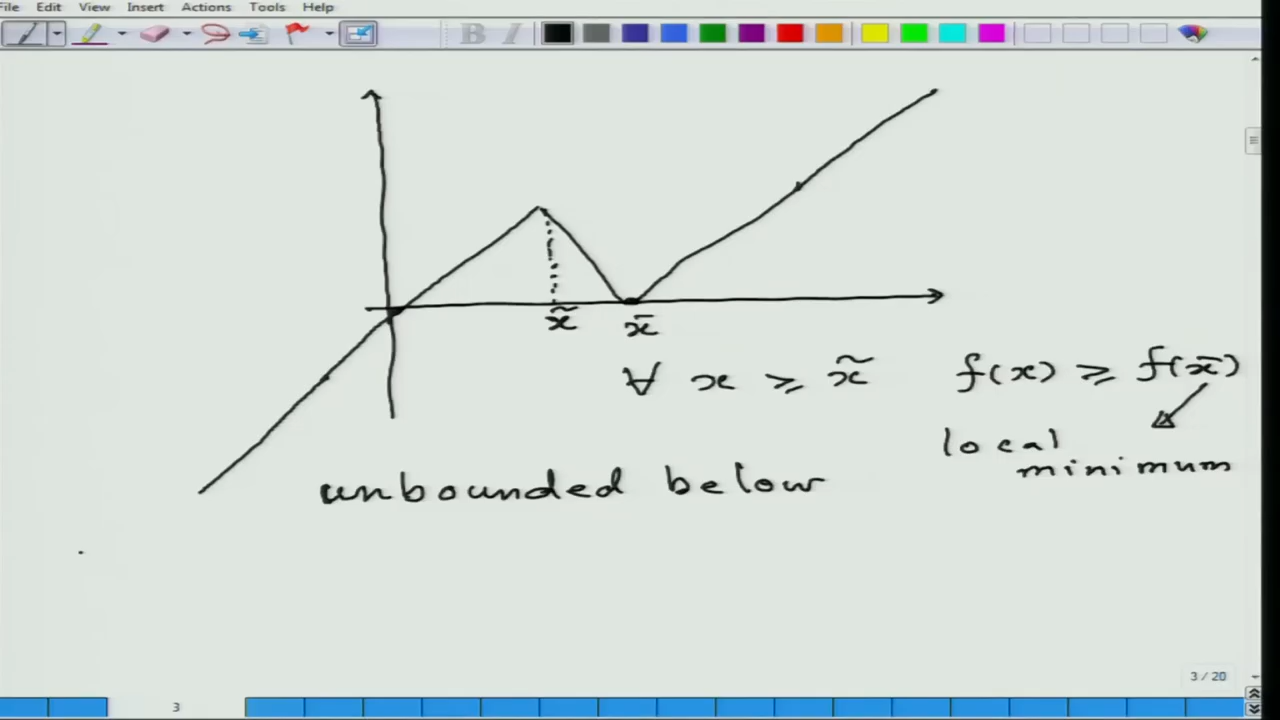 File Edit View Insert Actions Tools Help
B I
x̃ x̄
∀ x ≥ x̃ f(x) ≥ f(x̄)
local
minimum
unbounded below
3 / 20
3